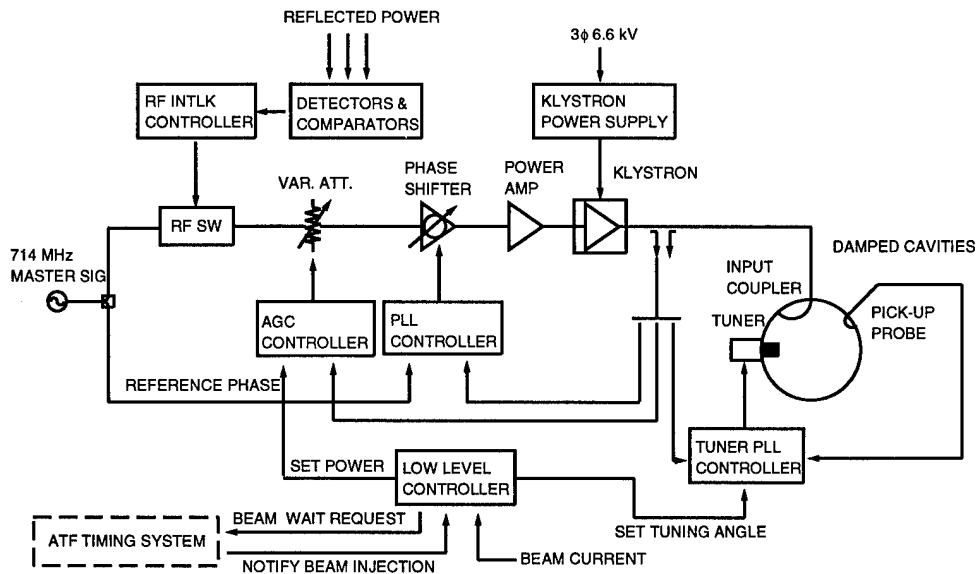 REFLECTED POWER
3ϕ 6.6 kV
RF INTLK
CONTROLLER
DETECTORS &
COMPARATORS
KLYSTRON
POWER SUPPLY
VAR. ATT.
PHASE
SHIFTER
POWER
AMP
KLYSTRON
RF SW
714 MHz
MASTER SIG
DAMPED CAVITIES
INPUT
COUPLER
TUNER
PICK-UP
PROBE
AGC
CONTROLLER
PLL
CONTROLLER
REFERENCE PHASE
TUNER PLL
CONTROLLER
SET POWER
LOW LEVEL
CONTROLLER
SET TUNING ANGLE
BEAM WAIT REQUEST
ATF TIMING SYSTEM
NOTIFY BEAM INJECTION
BEAM CURRENT